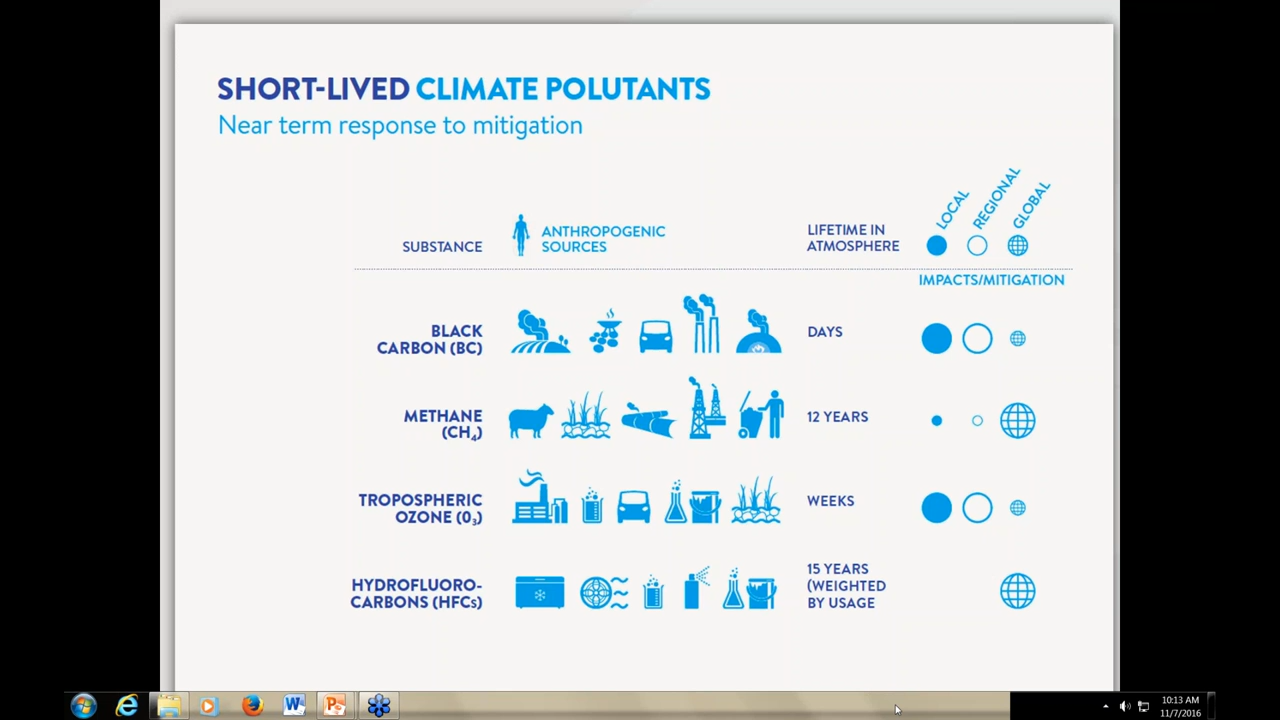 SHORT-LIVED CLIMATE POLUTANTS
Near term response to mitigation
SUBSTANCE
ANTHROPOGENIC
SOURCES
LIFETIME IN
ATMOSPHERE
LOCAL
REGIONAL
GLOBAL
IMPACTS/MITIGATION
BLACK
CARBON (BC)
DAYS
METHANE
(CH₄)
12 YEARS
TROPOSPHERIC
OZONE (0₃)
WEEKS
HYDROFLUORO-
CARBONS (HFCs)
15 YEARS
(WEIGHTED
BY USAGE
10:13 AM
11/7/2016